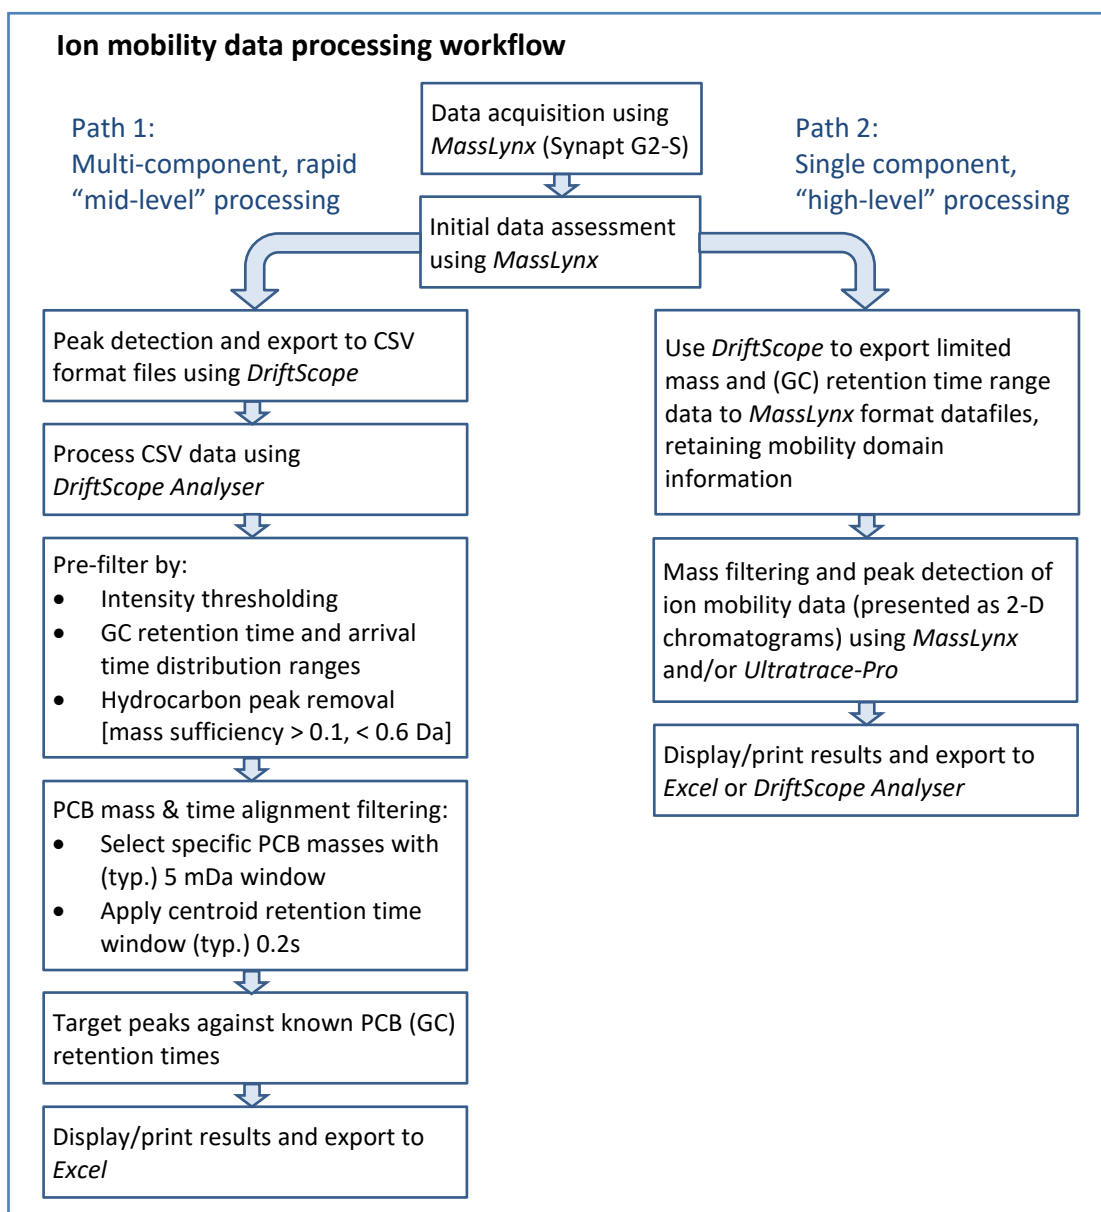 Ion mobility data processing workflow
Data acquisition using
MassLynx (Synapt G2-S)
Initial data assessment
using MassLynx
Path 1:
Multi-component, rapid
“mid-level” processing
Peak detection and export to CSV
format files using DriftScope
Process CSV data using
DriftScope Analyser
Pre-filter by:
• Intensity thresholding
• GC retention time and arrival
time distribution ranges
• Hydrocarbon peak removal
[mass sufficiency > 0.1, < 0.6 Da]
PCB mass & time alignment filtering:
• Select specific PCB masses with
(typ.) 5 mDa window
• Apply centroid retention time
window (typ.) 0.2s
Target peaks against known PCB (GC)
retention times
Display/print results and export to
Excel
Path 2:
Single component,
“high-level” processing
Use DriftScope to export limited
mass and (GC) retention time range
data to MassLynx format datafiles,
retaining mobility domain
information
Mass filtering and peak detection of
ion mobility data (presented as 2-D
chromatograms) using MassLynx
and/or Ultratrace-Pro
Display/print results and export to
Excel or DriftScope Analyser